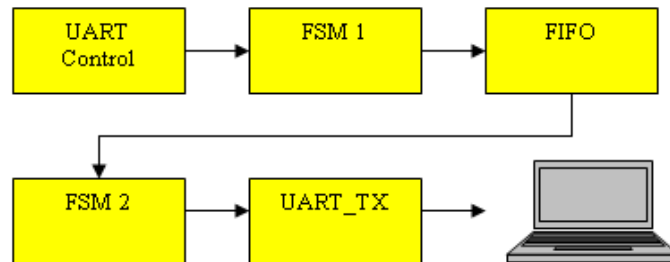 UART
Control
FSM 1
FIFO
FSM 2
UART_TX